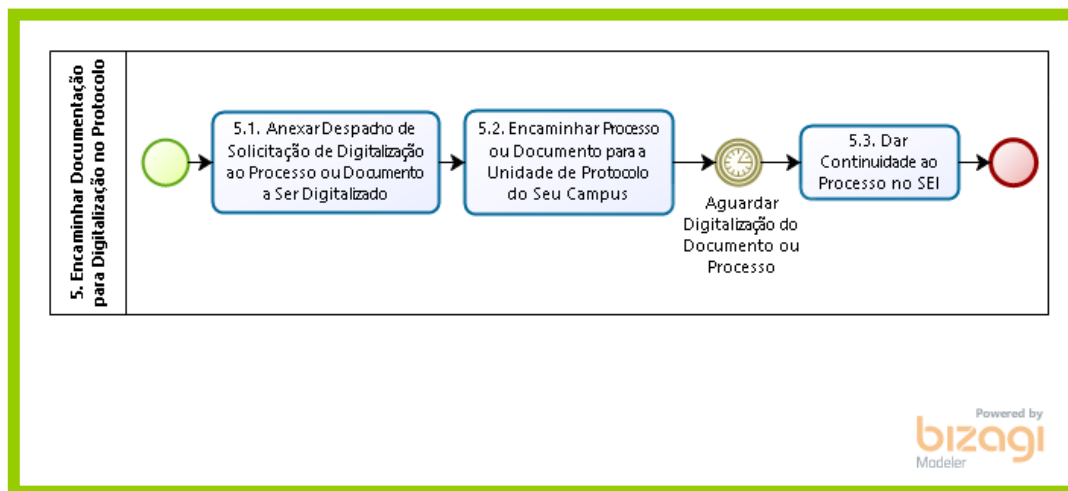 5. Encaminhar Documentação
para Digitalização no Protocolo
5.1. Anexar Despacho de
Solicitação de Digitalização
ao Processo ou Documento
a Ser Digitalizado
5.2. Encaminhar Processo
ou Documento para a
Unidade de Protocolo
do Seu Campus
Aguardar
Digitalização do
Documento ou
Processo
5.3. Dar
Continuidade ao
Processo no SEI
Powered by
bizagi
Modeler